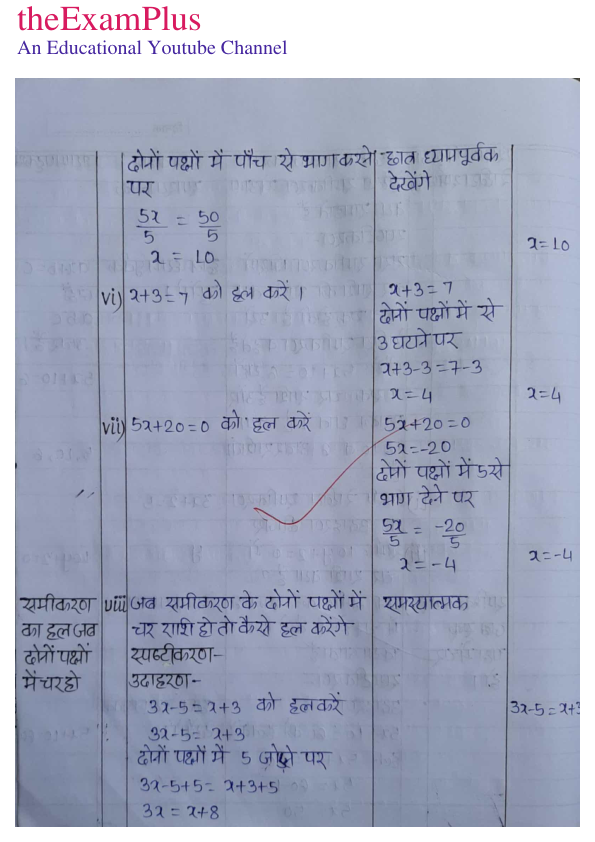 theExamPlus
An Educational Youtube Channel
दोनों पक्षों में पाँच से भाग करने
पर
5x/5 = 50/5
x = 10
छात्र ध्यानपूर्वक
देखेंगे
x=10
vi) x+3=7 को हल करें।
x+3=7
दोनों पक्षों में से
3 घटाने पर
x+3-3=7-3
x=4
x=4
vii) 5x+20=0 को हल करें
5x+20=0
5x=-20
दोनों पक्षों में 5 से
भाग देने पर
5x/5 = -20/5
x=-4
x=-4
समीकरण
का हल जब
दोनों पक्षों
में चर हो
viii जब समीकरण के दोनों पक्षों में
चर राशि हो तो कैसे हल करेंगे
स्पष्टीकरण-
उदाहरण-
3x-5=x+3 को हल करें
3x-5=x+3
दोनों पक्षों में 5 जोड़ने पर
3x-5+5=x+3+5
3x=x+8
समस्यात्मक
3x-5=x+3